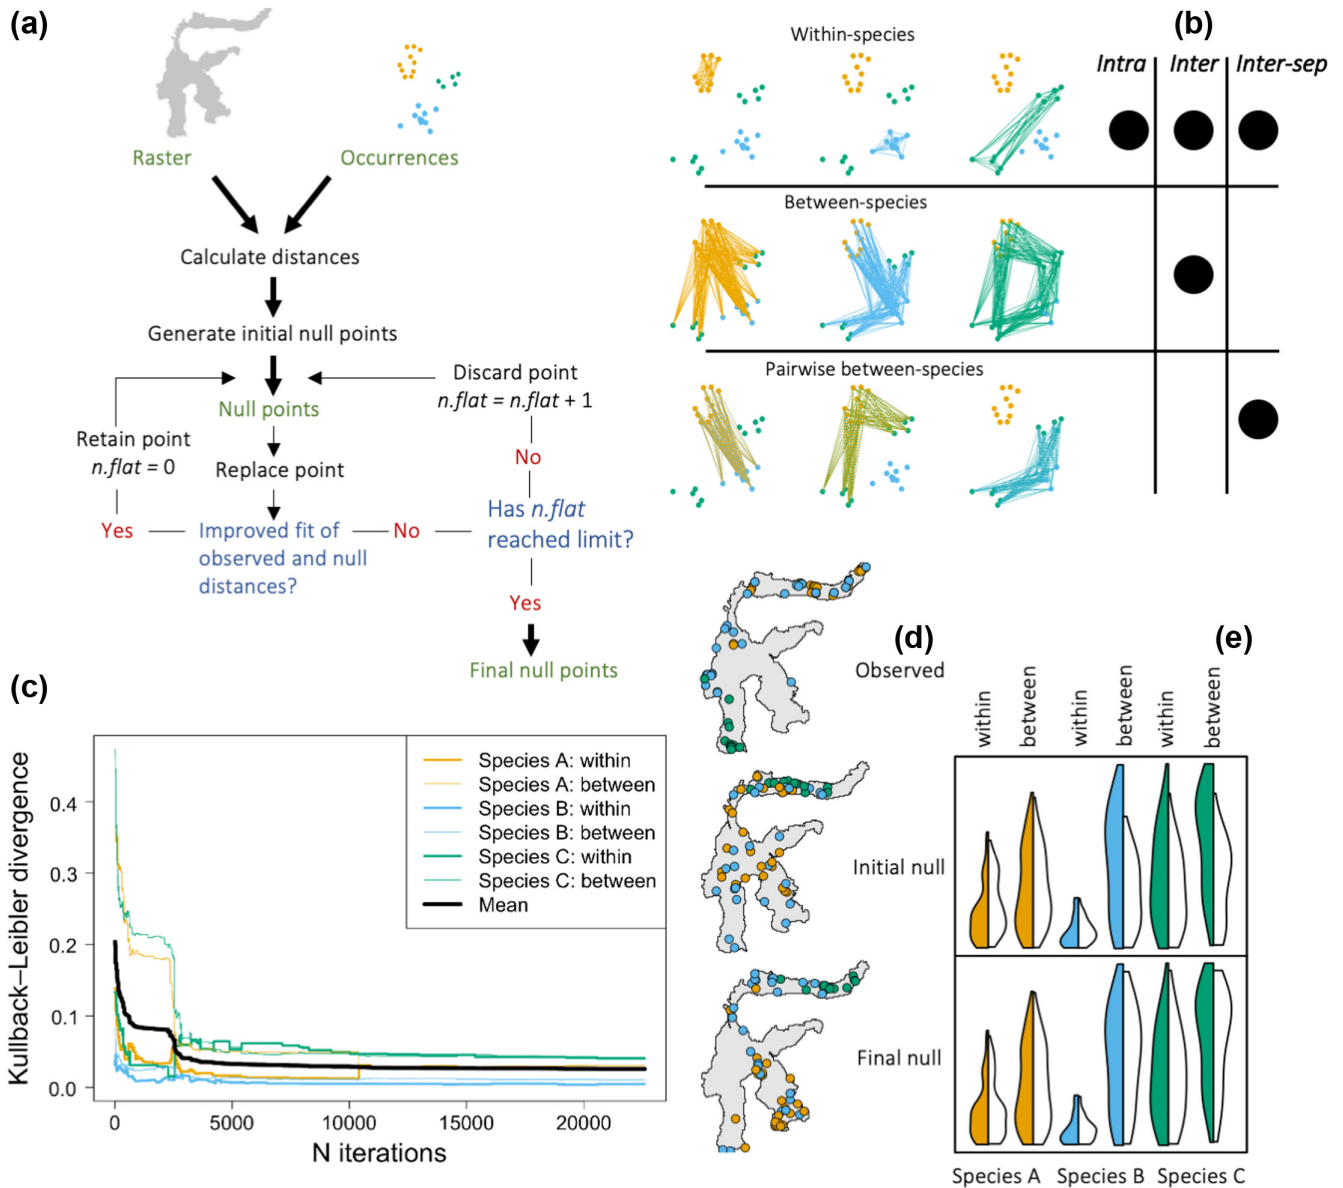 (a)
Raster
Occurrences
Calculate distances
Generate initial null points
Null points
Replace point
Retain point
n.flat = 0
Discard point
n.flat = n.flat + 1
No
Has n.flat
reached limit?
Yes
Improved fit of
observed and null
distances?
No
Yes
Final null points
(b)
Within-species
Intra
Inter
Inter-sep
Between-species
Pairwise between-species
(c)
Kullback–Leibler divergence
0.4
0.3
0.2
0.1
0.0
0
5000
10000
15000
20000
N iterations
Species A: within
Species A: between
Species B: within
Species B: between
Species C: within
Species C: between
Mean
(d)
Observed
Initial null
Final null
(e)
within
between
within
between
within
between
Species A
Species B
Species C